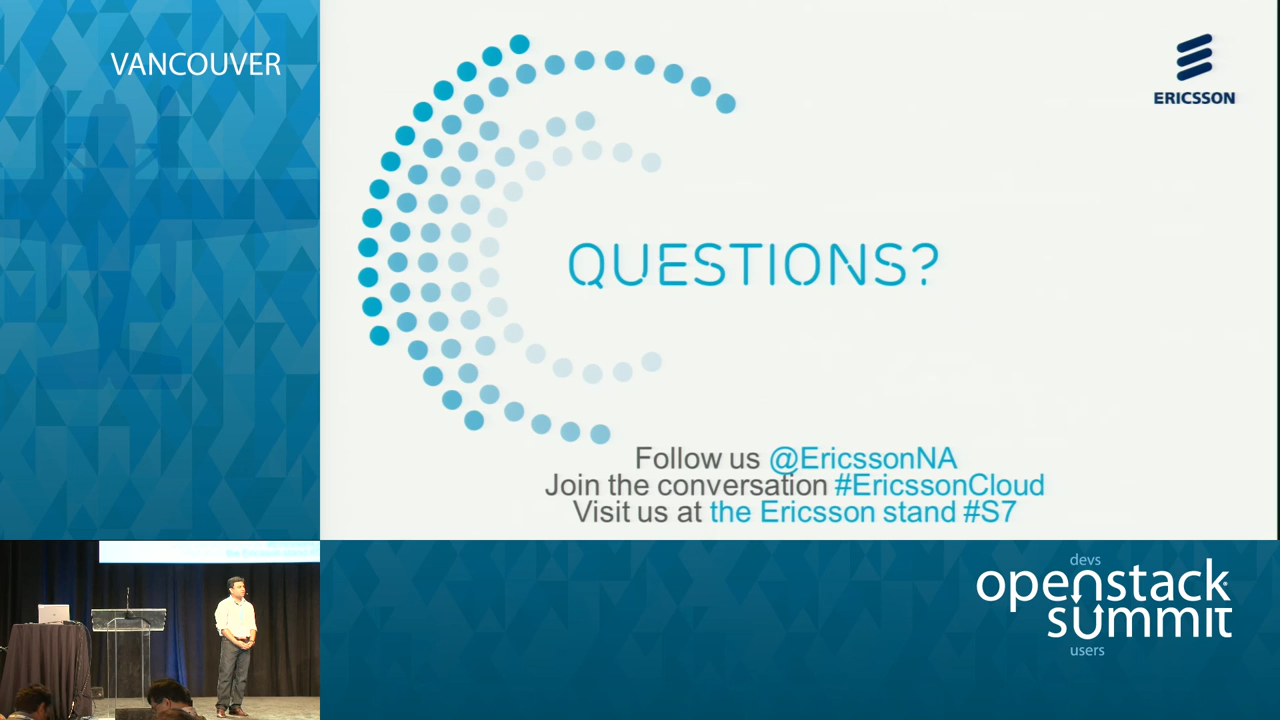 VANCOUVER
ERICSSON
QUESTIONS?
Follow us @EricssonNA
Join the conversation #EricssonCloud
Visit us at the Ericsson stand #S7
devs
openstack
summit
users